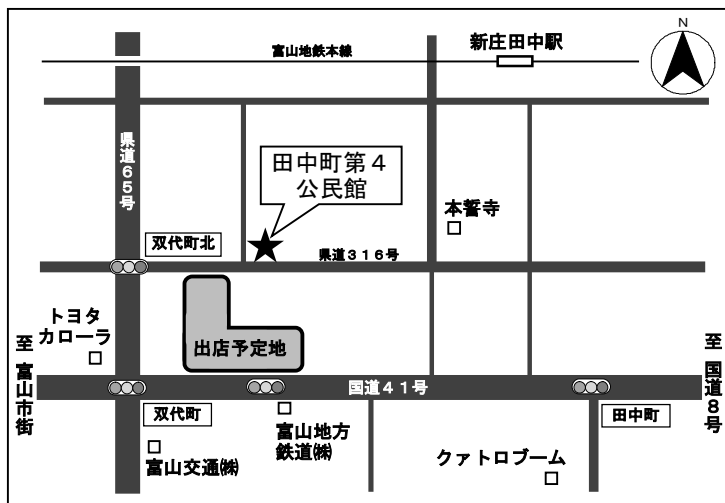 新庄田中駅
N
富山地鉄本線
県道65号
田中町第4
公民館
本誓寺
双代町北
県道316号
トヨタ
カローラ
出店予定地
至 富山市街
至 国道8号
国道41号
双代町
田中町
富山地方
鉄道㈱
富山交通㈱
クァトロブーム